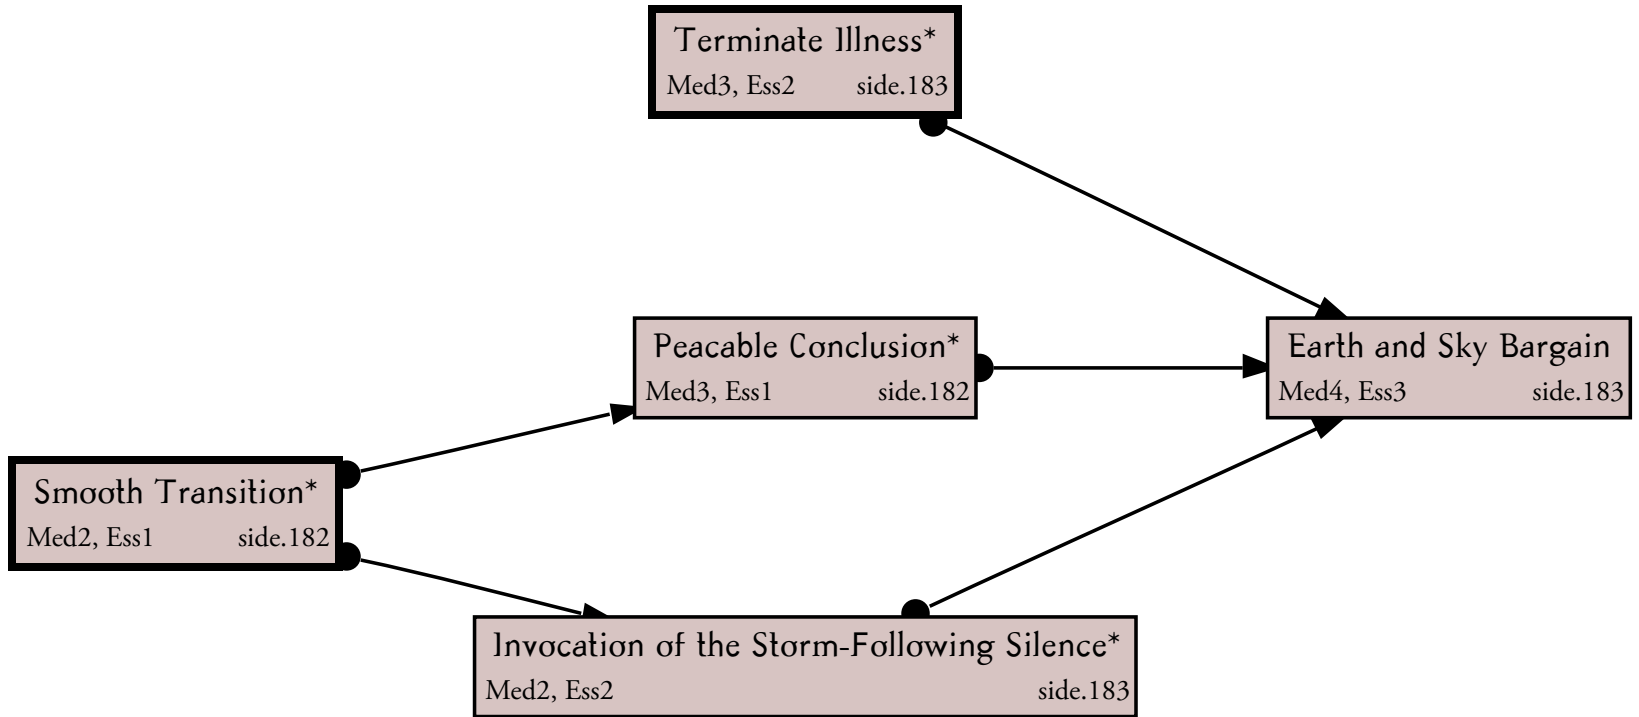 Terminate Illness*
Med3, Ess2 side.183
Peacable Conclusion*
Med3, Ess1 side.182
Earth and Sky Bargain
Med4, Ess3 side.183
Smooth Transition*
Med2, Ess1 side.182
Invocation of the Storm-Following Silence*
Med2, Ess2 side.183